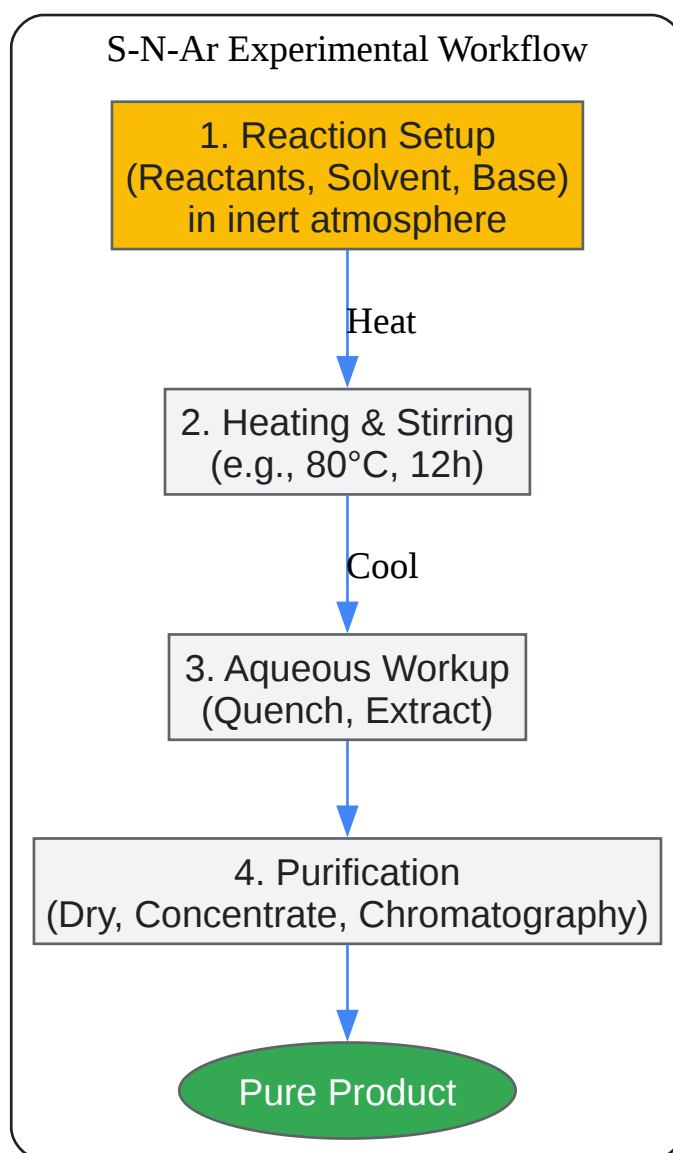 S-N-Ar Experimental Workflow
1. Reaction Setup
(Reactants, Solvent, Base)
in inert atmosphere
Heat
2. Heating & Stirring
(e.g., 80°C, 12h)
Cool
3. Aqueous Workup
(Quench, Extract)
4. Purification
(Dry, Concentrate, Chromatography)
Pure Product